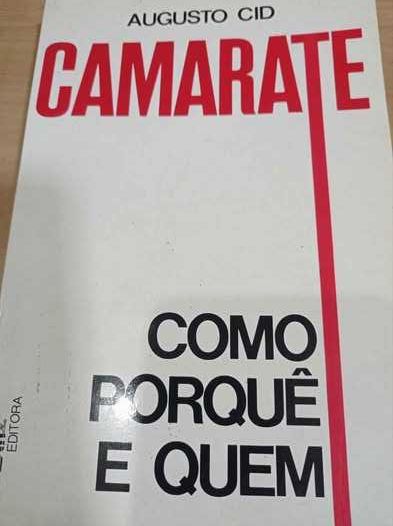 AUGUSTO CID
CAMARATE
COMO
PORQUÊ
E QUEM
EDITORA